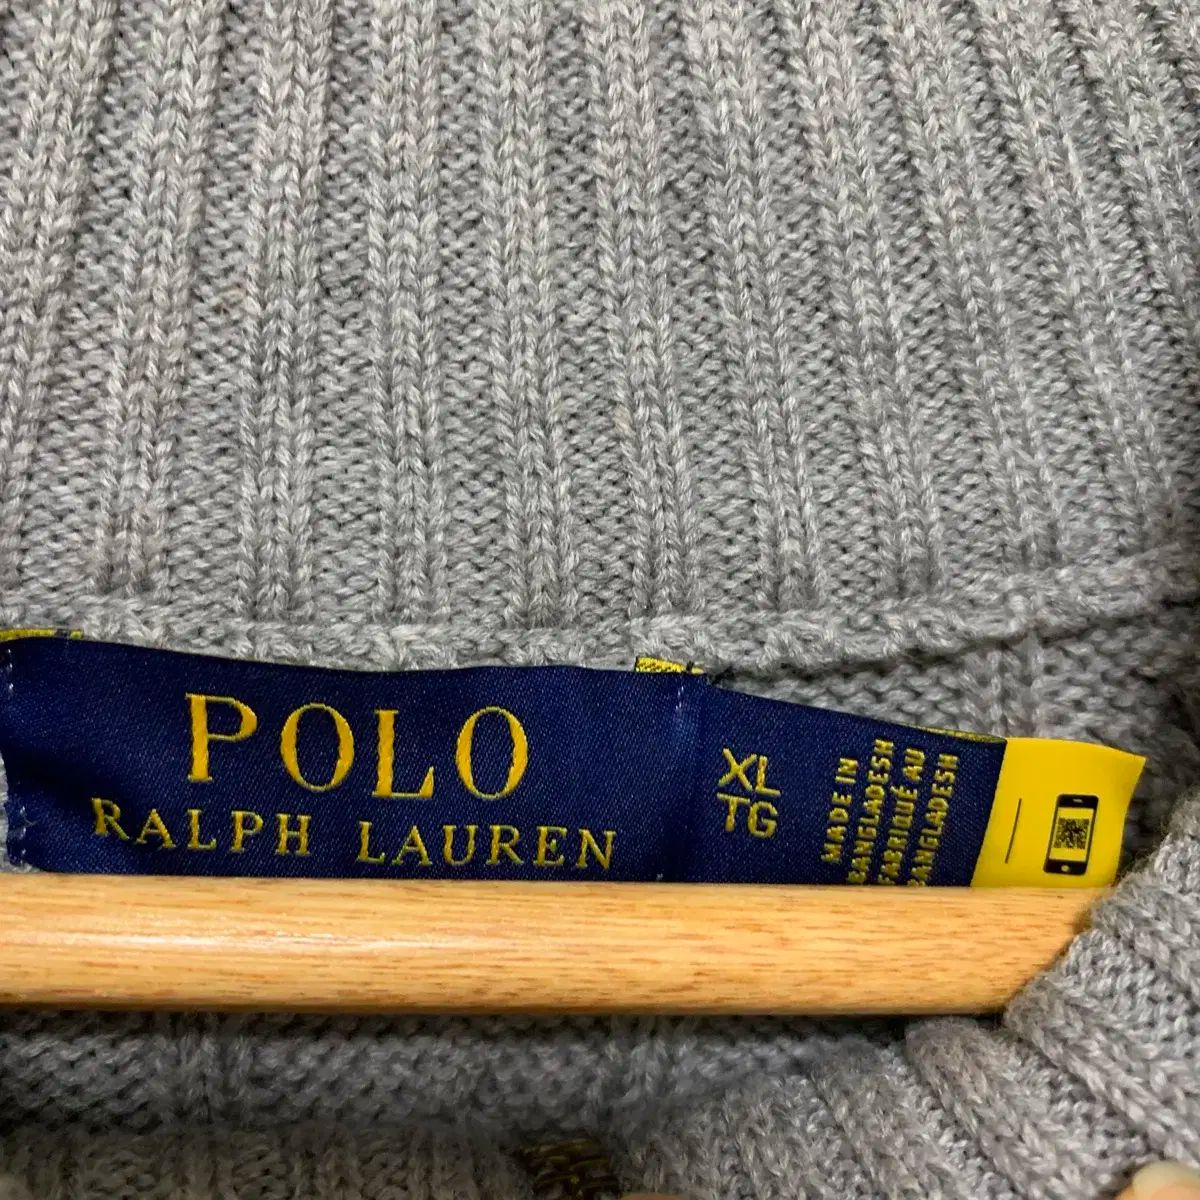 POLO
RALPH LAUREN
XL
TG
MADE IN
BANGLADESH
FABRIQUÉ AU
BANGLADESH